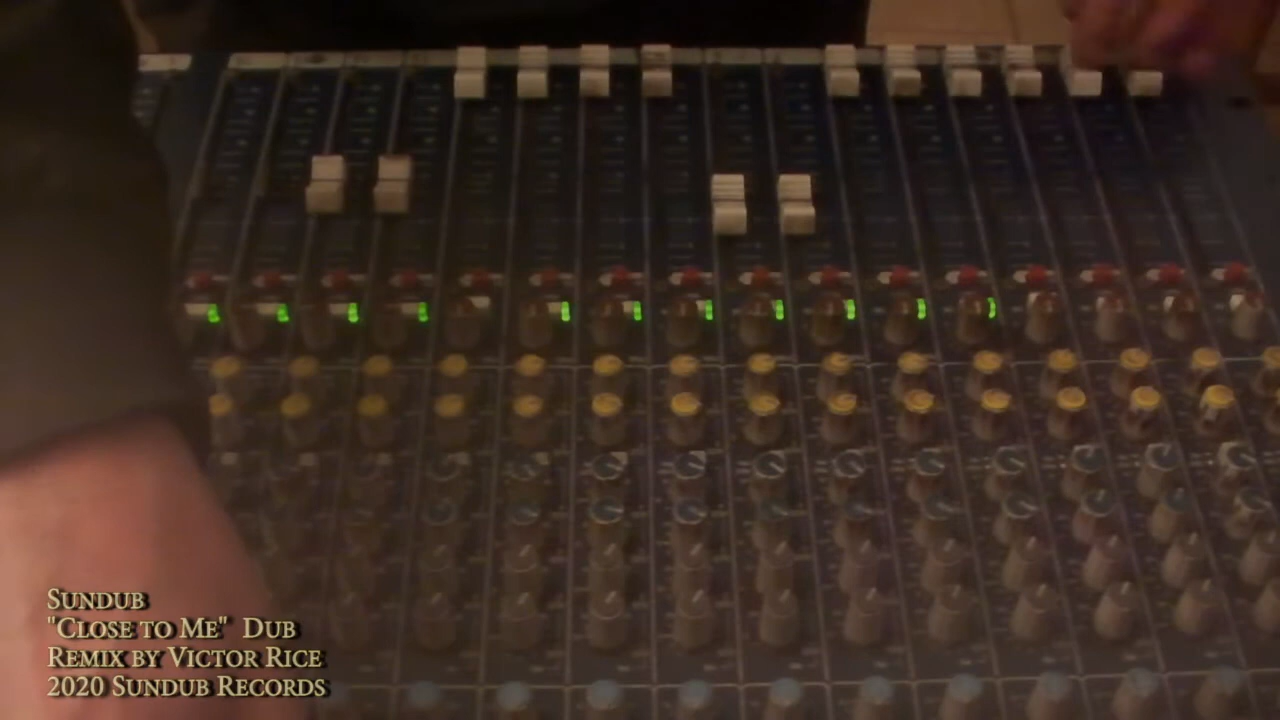 Sundub
"Close to Me" Dub
Remix by Victor Rice
2020 Sundub Records